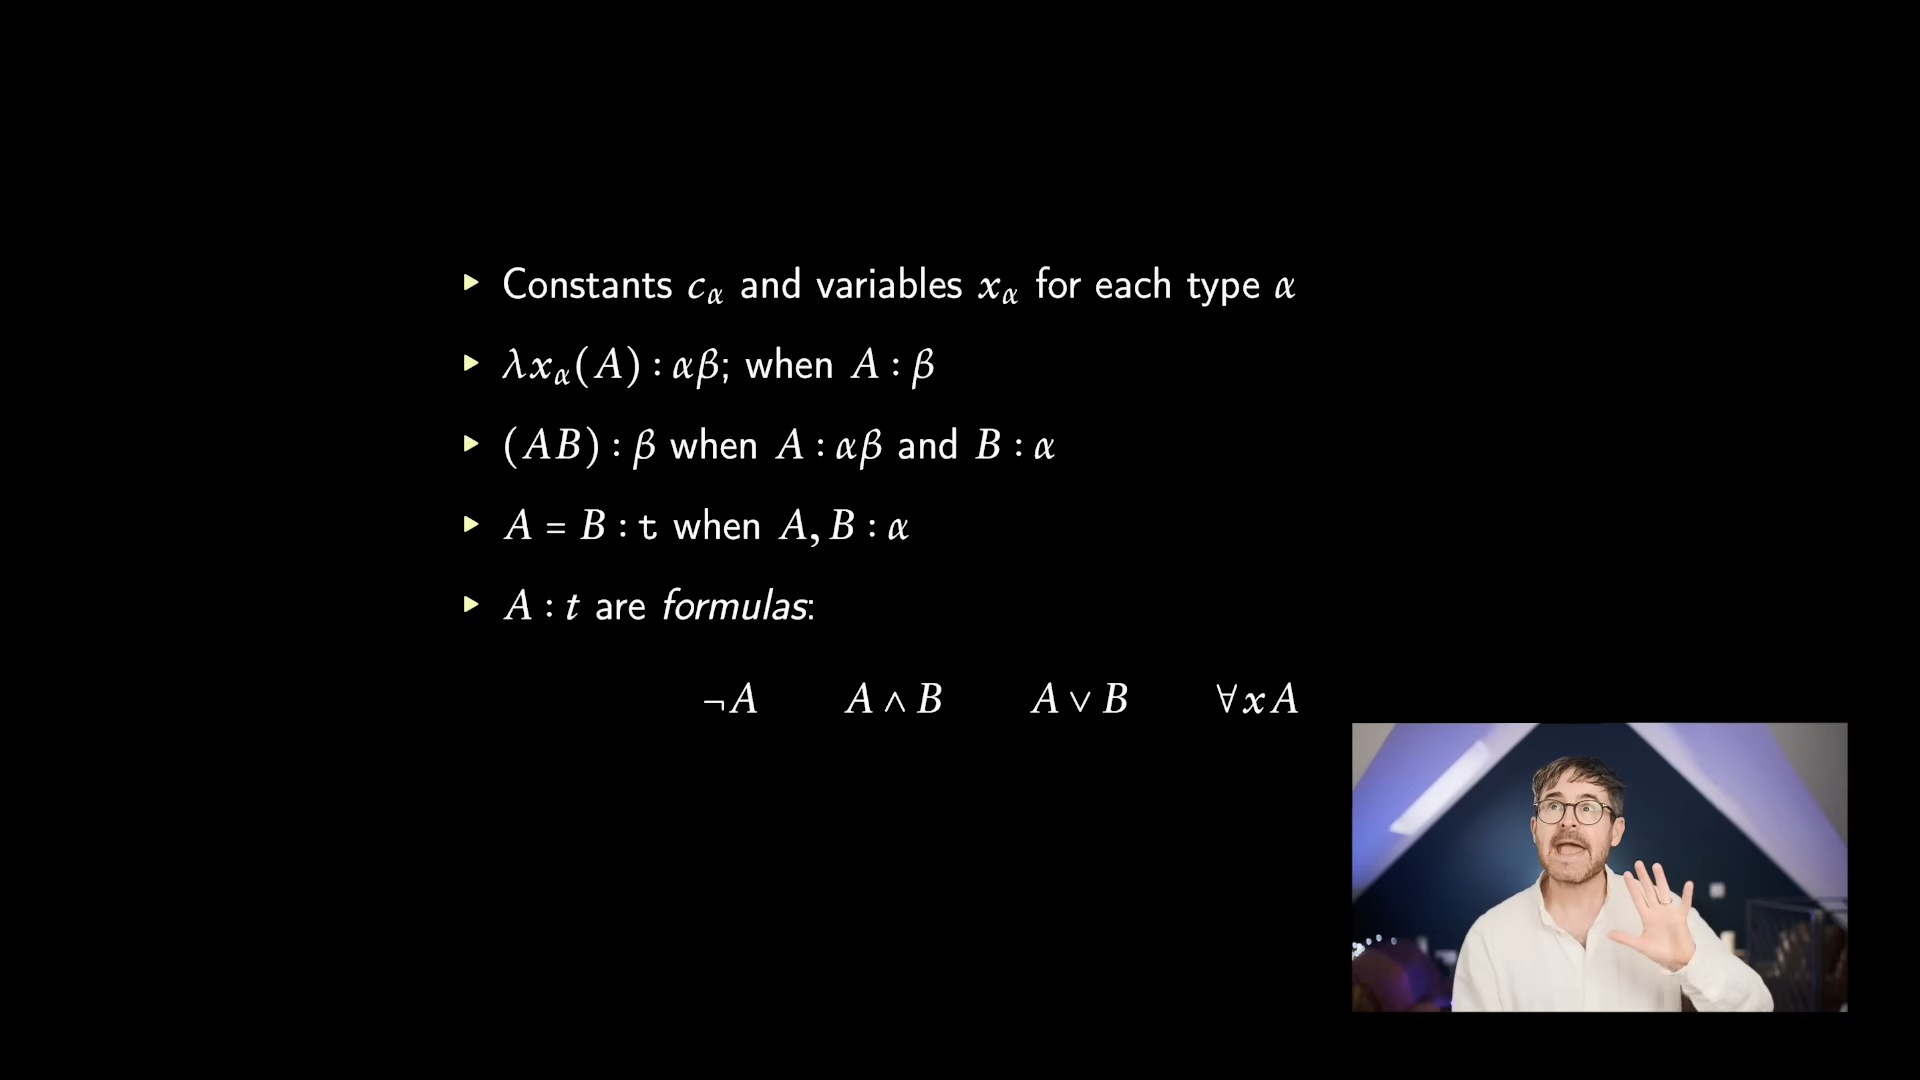 ▸ Constants c_α and variables x_α for each type α
▸ λx_α(A) : αβ; when A : β
▸ (AB) : β when A : αβ and B : α
▸ A = B : t when A, B : α
▸ A : t are formulas:
¬A A ∧ B A ∨ B ∀xA